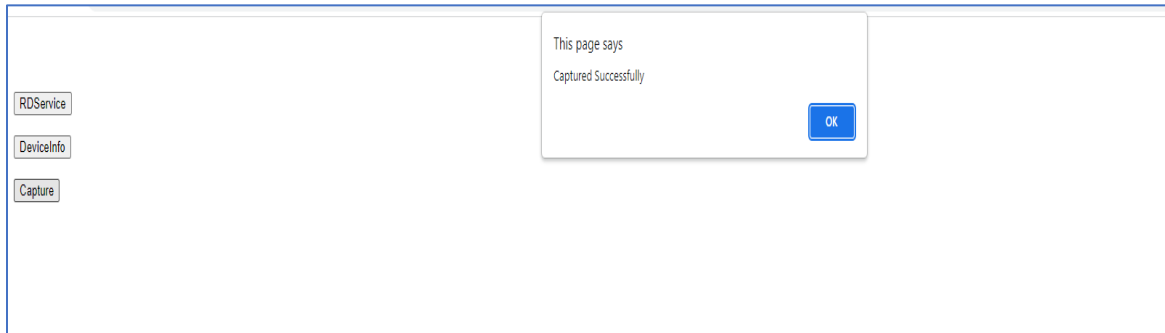 This page says
Captured Successfully
OK
RDService
DeviceInfo
Capture